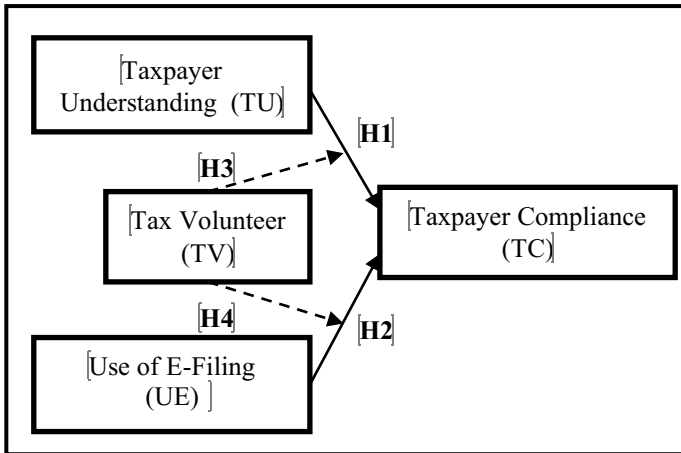 [Taxpayer
Understanding (TU)]
[H1]
[H3]
[Tax Volunteer
(TV)]
[Taxpayer Compliance
(TC)]
[H4]
[H2]
[Use of E-Filing
(UE) ]